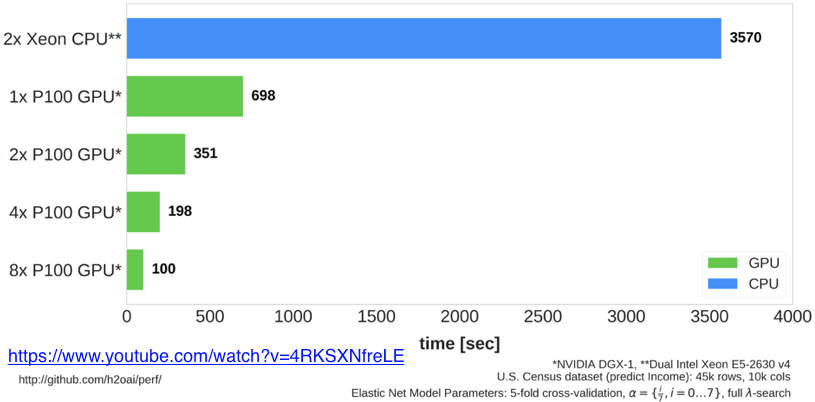 2x Xeon CPU** 3570
1x P100 GPU* 698
2x P100 GPU* 351
4x P100 GPU* 198
8x P100 GPU* 100
GPU
CPU
0 500 1000 1500 2000 2500 3000 3500 4000
time [sec]
https://www.youtube.com/watch?v=4RKSXNfreLE
*NVIDIA DGX-1, **Dual Intel Xeon E5-2630 v4
http://github.com/h2oai/perf/
U.S. Census dataset (predict Income): 45k rows, 10k cols
Elastic Net Model Parameters: 5-fold cross-validation, α = {i/7, i = 0…7}, full λ-search